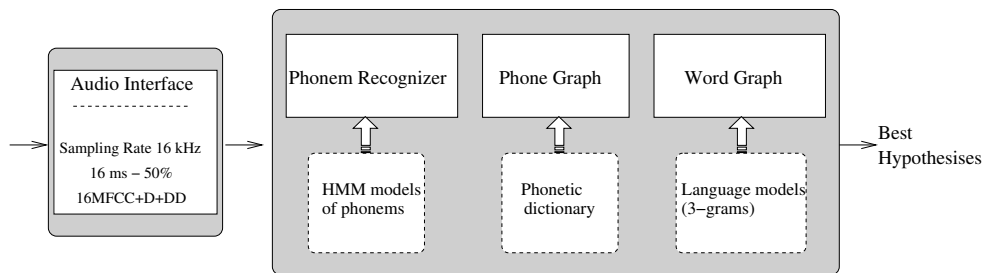 Audio Interface
Sampling Rate 16 kHz
16 ms − 50%
16MFCC+D+DD
Phonem Recognizer
Phone Graph
Word Graph
HMM models
of phonems
Phonetic
dictionary
Language models
(3−grams)
Best
Hypothesises